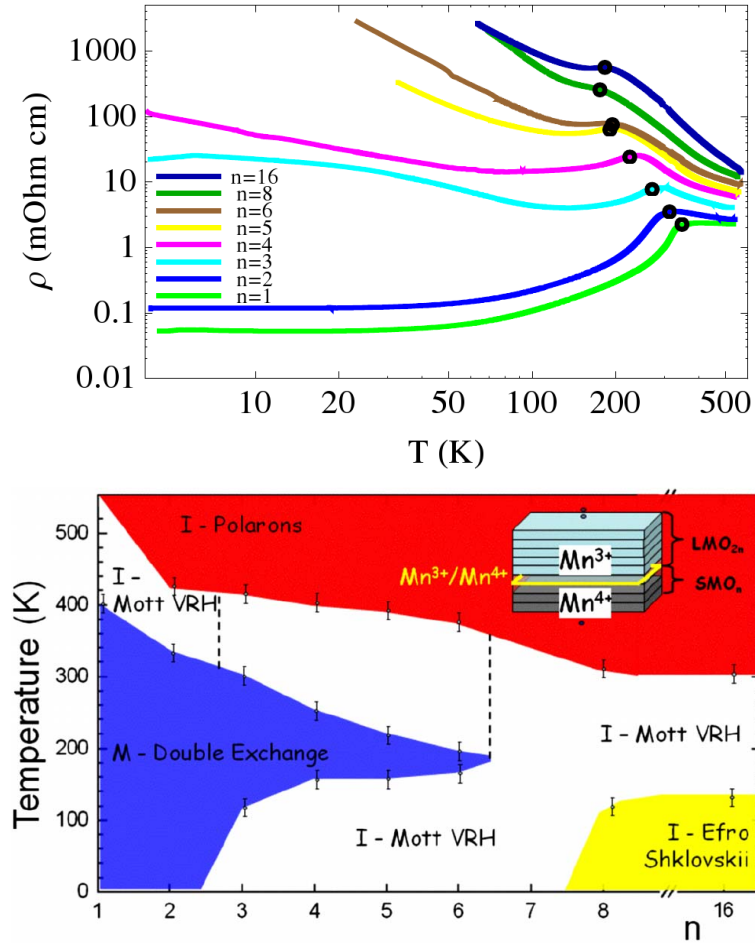 1000
100
10
1
0.1
0.01
ρ (mOhm cm)
n=16
n=8
n=6
n=5
n=4
n=3
n=2
n=1
10 20 50 100 200 500
T (K)
Temperature (K)
500
400
300
200
100
0
I - Polarons
I -
Mott VRH
M - Double Exchange
I - Mott VRH
I - Mott VRH
I - Efro
Shklovskii
Mn³⁺/Mn⁴⁺
Mn³⁺
Mn⁴⁺
LMO₂ₙ
SMOₙ
1 2 3 4 5 6 7 8 // 16
n